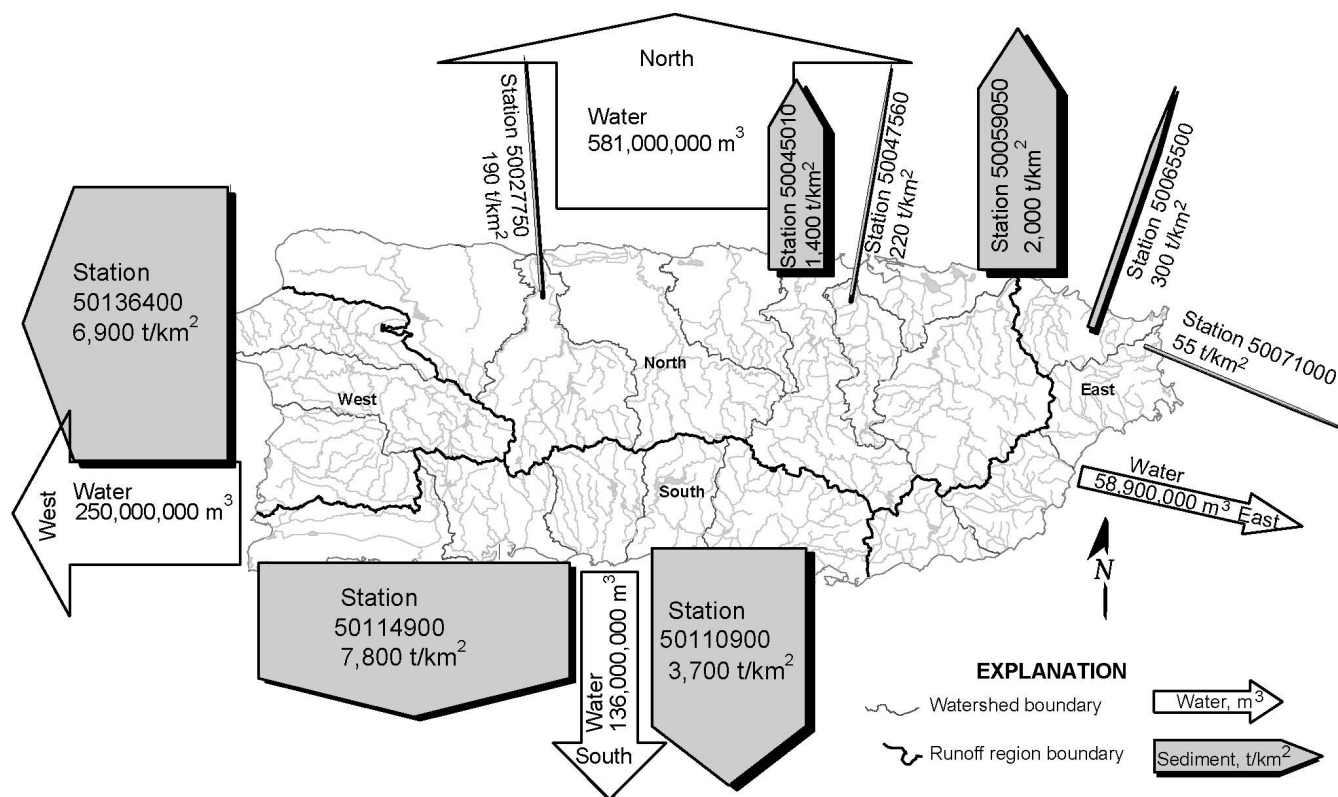 North
Water
581,000,000 m³
Station 50027750
190 t/km²
Station 50045010
1,400 t/km²
Station 50047560
220 t/km²
Station 50059050
2,000 t/km²
Station 50065500
300 t/km²
Station 50071000
55 t/km²
Station
50136400
6,900 t/km²
North
West
East
South
West
Water
250,000,000 m³
Water
58,900,000 m³ East
N
Station
50114900
7,800 t/km²
Water
136,000,000 m³
South
Station
50110900
3,700 t/km²
EXPLANATION
Watershed boundary
Water, m³
Runoff region boundary
Sediment, t/km²